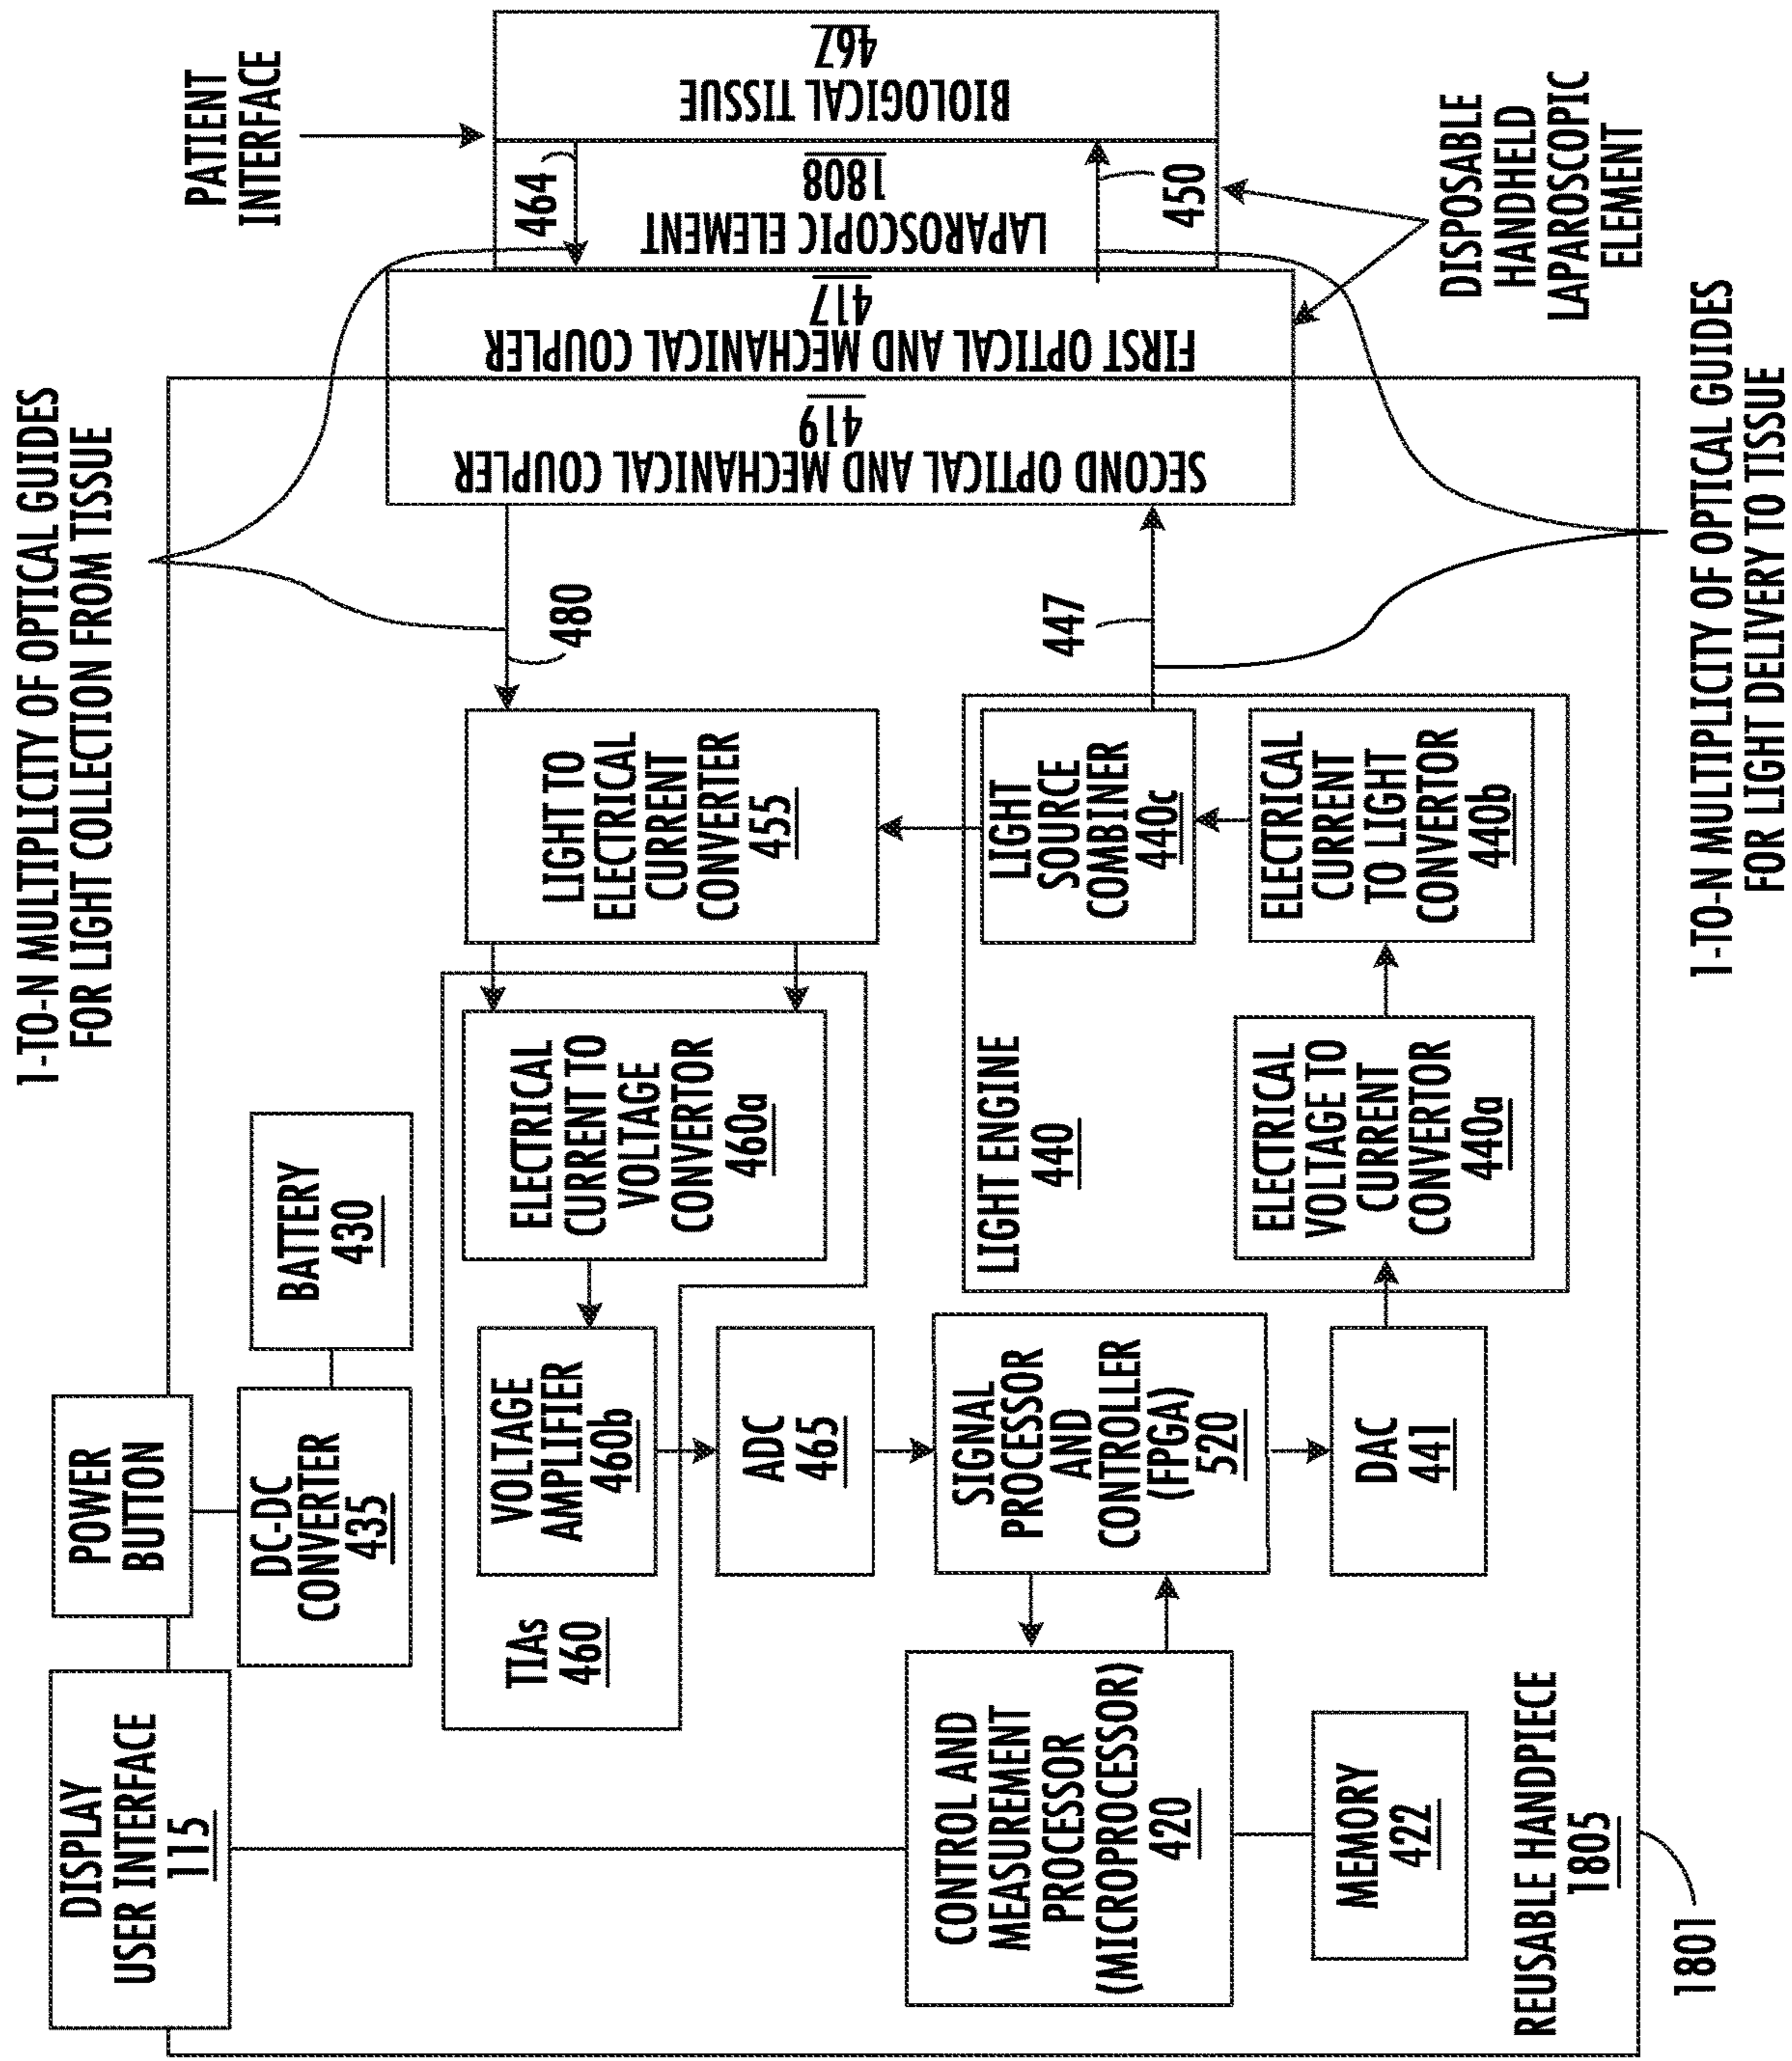 DISPLAY
USER INTERFACE
115
POWER
BUTTON
DC-DC
CONVERTER
435
BATTERY
430
1-TO-N MULTIPLICITY OF OPTICAL GUIDES
FOR LIGHT COLLECTION FROM TISSUE
PATIENT
INTERFACE
TIAs
460
VOLTAGE
AMPLIFIER
460b
ELECTRICAL
CURRENT TO
VOLTAGE
CONVERTOR
460a
LIGHT TO
ELECTRICAL
CURRENT
CONVERTER
455
480
464
ADC
465
CONTROL AND
MEASUREMENT
PROCESSOR
(MICROPROCESSOR)
420
SIGNAL
PROCESSOR
AND
CONTROLLER
(FPGA)
520
LIGHT ENGINE
440
LIGHT
SOURCE
COMBINER
440c
447
SECOND OPTICAL AND MECHANICAL COUPLER
419
FIRST OPTICAL AND MECHANICAL COUPLER
417
LAPAROSCOPIC ELEMENT
1808
BIOLOGICAL TISSUE
467
450
MEMORY
422
DAC
441
ELECTRICAL
VOLTAGE TO
CURRENT
CONVERTOR
440a
ELECTRICAL
CURRENT
TO LIGHT
CONVERTOR
440b
DISPOSABLE
HANDHELD
LAPAROSCOPIC
ELEMENT
REUSABLE HANDPIECE
1805
1801
1-TO-N MULTIPLICITY OF OPTICAL GUIDES
FOR LIGHT DELIVERY TO TISSUE